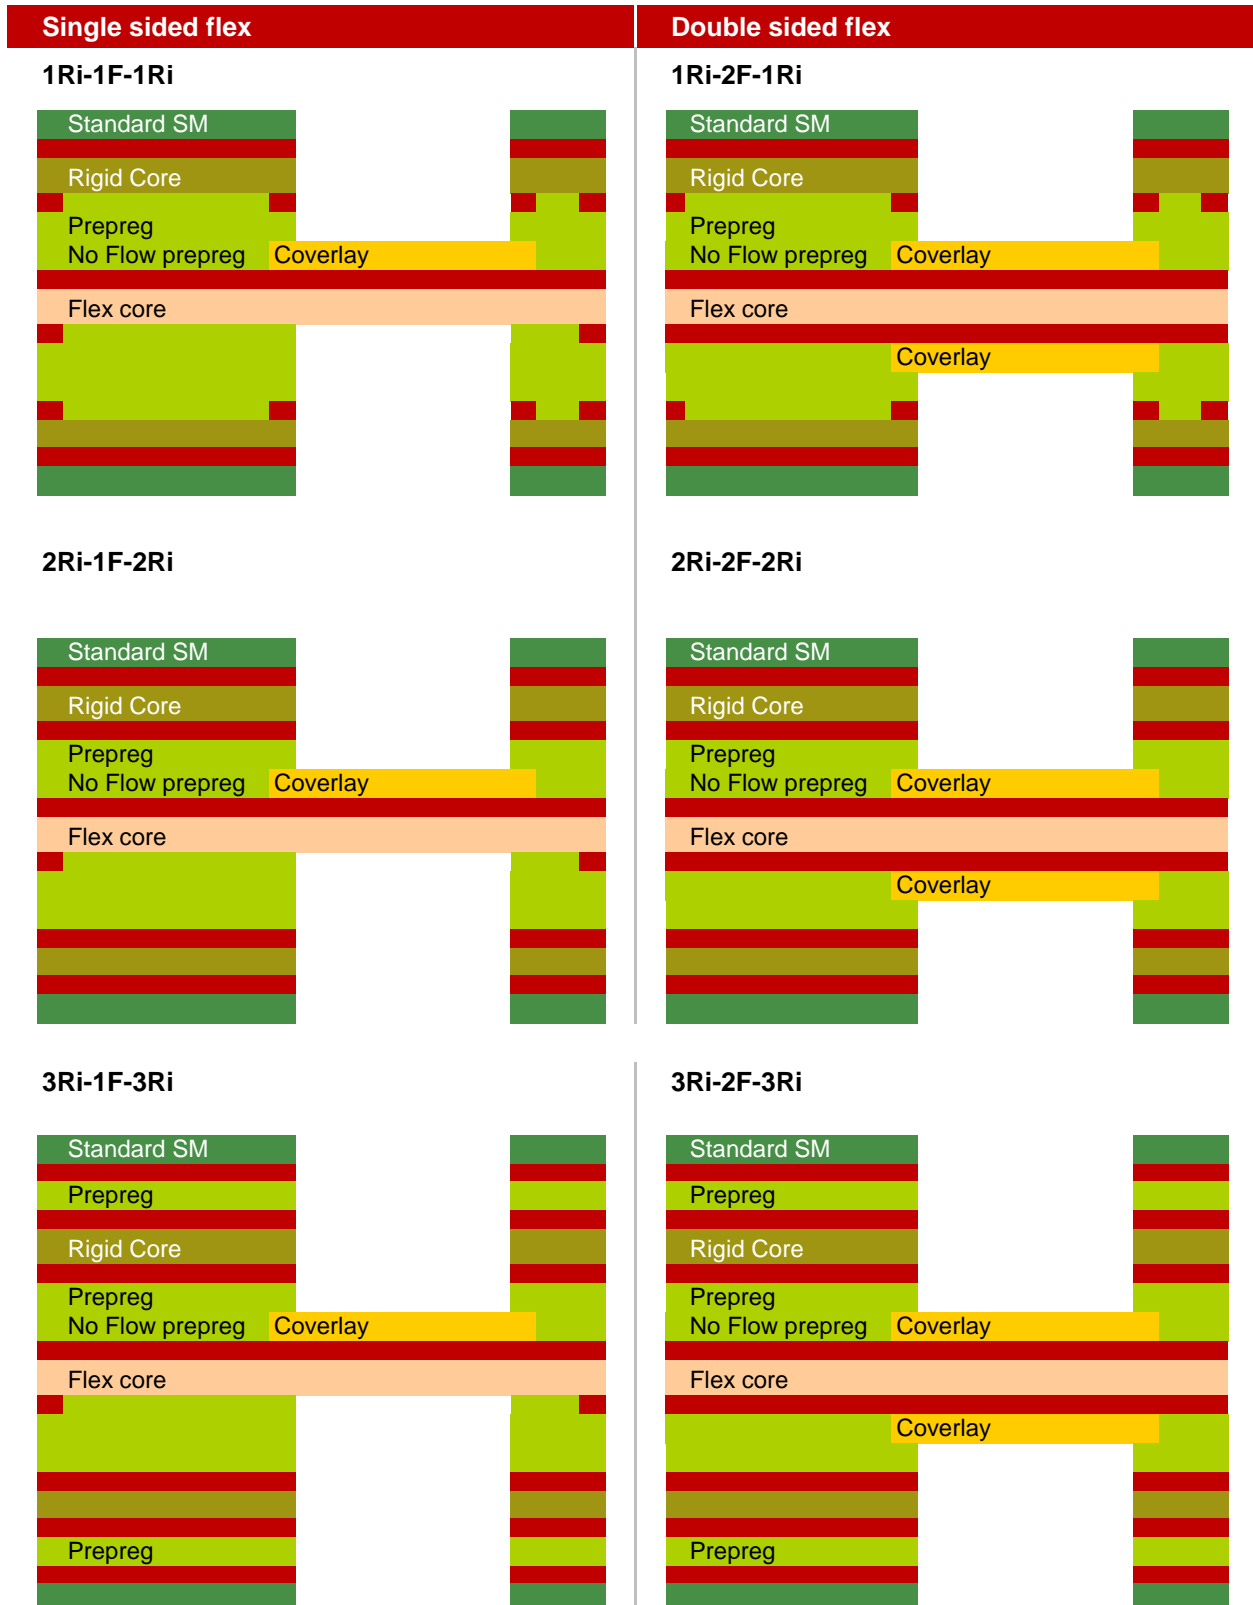 Single sided flex
Double sided flex
1Ri-1F-1Ri
Standard SM
Rigid Core
Prepreg
No Flow prepreg Coverlay
Flex core
1Ri-2F-1Ri
Standard SM
Rigid Core
Prepreg
No Flow prepreg Coverlay
Flex core
Coverlay
2Ri-1F-2Ri
Standard SM
Rigid Core
Prepreg
No Flow prepreg Coverlay
Flex core
2Ri-2F-2Ri
Standard SM
Rigid Core
Prepreg
No Flow prepreg Coverlay
Flex core
Coverlay
3Ri-1F-3Ri
Standard SM
Prepreg
Rigid Core
Prepreg
No Flow prepreg Coverlay
Flex core
Prepreg
3Ri-2F-3Ri
Standard SM
Prepreg
Rigid Core
Prepreg
No Flow prepreg Coverlay
Flex core
Coverlay
Prepreg